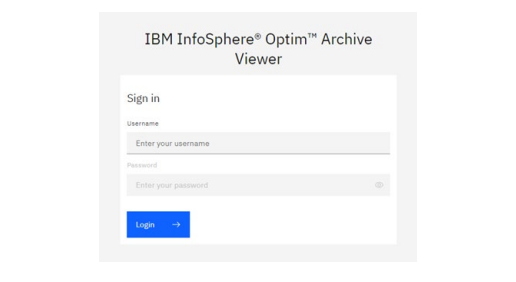 IBM InfoSphere® Optim™ Archive
Viewer
Sign in
Username
Enter your username
Password
Enter your password
Login